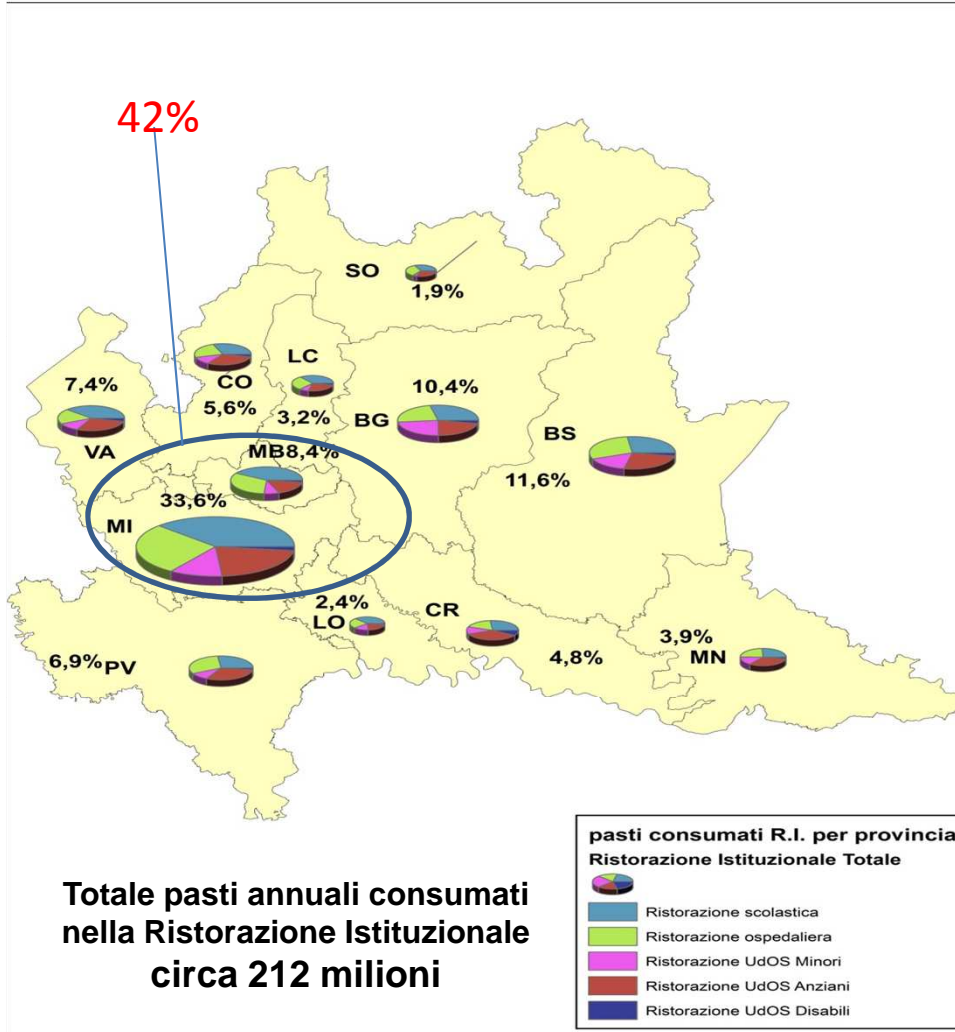 42%
SO
1,9%
LC
CO
7,4%
10,4%
5,6%
3,2%
BG
VA
BS
MB8,4%
11,6%
33,6%
MI
2,4%
LO
CR
3,9%
6,9% PV
4,8%
MN
Totale pasti annuali consumati
nella Ristorazione Istituzionale
circa 212 milioni
pasti consumati R.I. per provincia
Ristorazione Istituzionale Totale
Ristorazione scolastica
Ristorazione ospedaliera
Ristorazione UdOS Minori
Ristorazione UdOS Anziani
Ristorazione UdOS Disabili